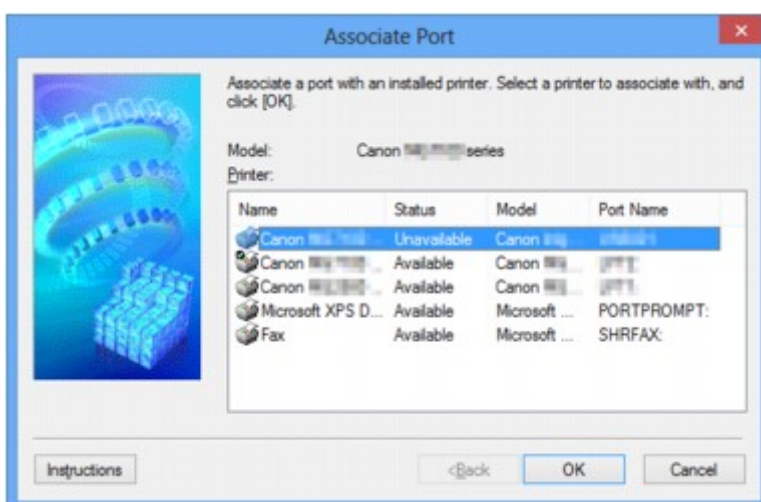 Associate Port
Associate a port with an installed printer. Select a printer to associate with, and
click [OK].
Model: Canon series
Printer:
Name Status Model Port Name
Canon Unavailable Canon
Canon ... Available Canon
Canon ... Available Canon
Microsoft XPS D... Available Microsoft ... PORTPROMPT:
Fax Available Microsoft ... SHRFAX:
Instructions <Back OK Cancel